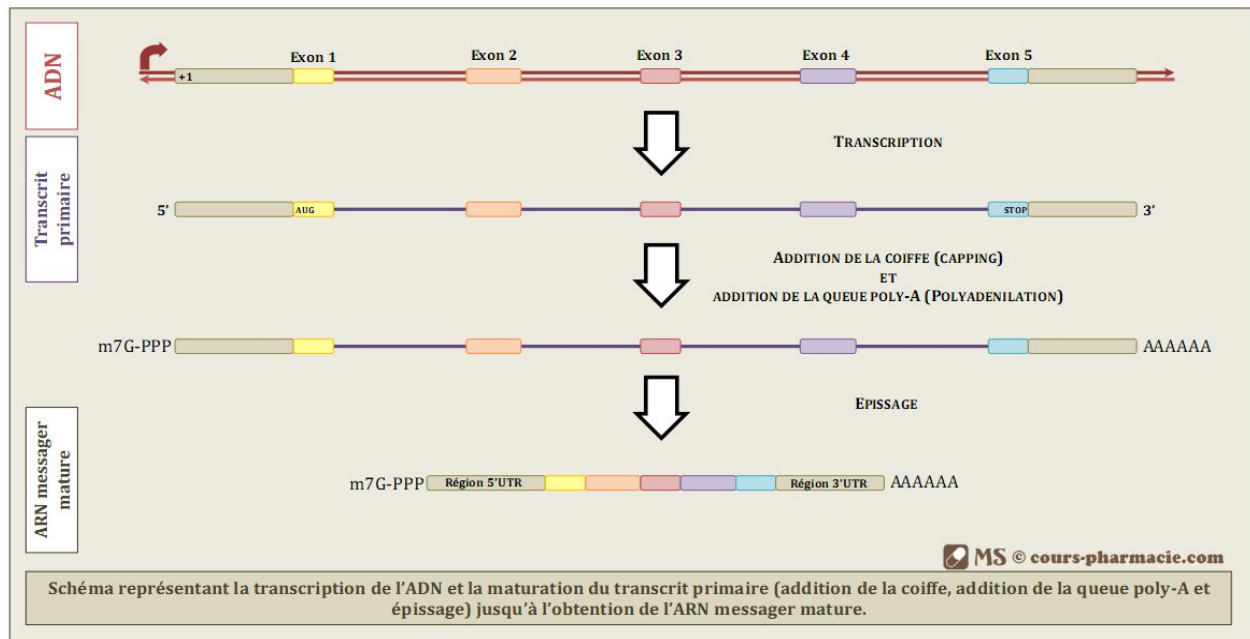 ADN
Exon 1
Exon 2
Exon 3
Exon 4
Exon 5
+1
TRANSCRIPTION
Transcrit
primaire
5’
AUG
STOP
3’
ADDITION DE LA COIFFE (CAPPING)
ET
ADDITION DE LA QUEUE POLY-A (POLYADENILATION)
m7G-PPP
AAAAAA
EPISSAGE
ARN messager
mature
m7G-PPP
Région 5’UTR
Région 3’UTR
AAAAAA
MS © cours-pharmacie.com
Schéma représentant la transcription de l’ADN et la maturation du transcrit primaire (addition de la coiffe, addition de la queue poly-A et
épissage) jusqu’à l’obtention de l’ARN messager mature.